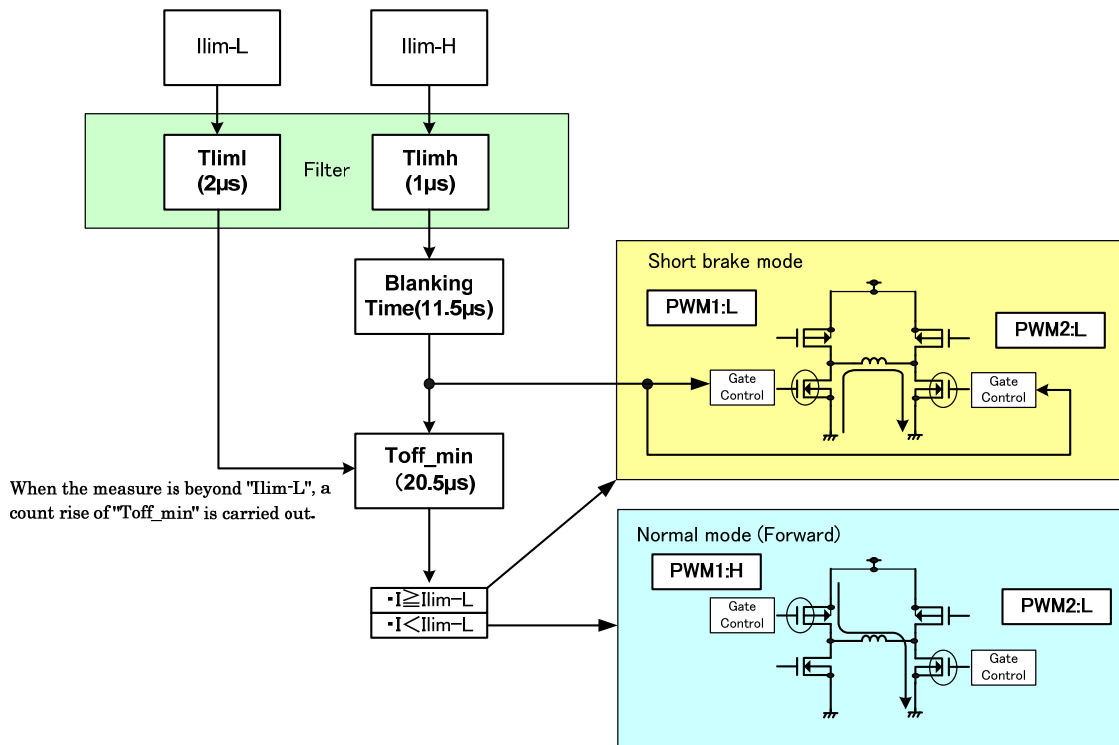 Ilim-L
Ilim-H
Tliml
(2µs)
Filter
Tlimh
(1µs)
Blanking
Time(11.5µs)
Toff_min
（20.5µs)
When the measure is beyond "Ilim-L", a
count rise of "Toff_min" is carried out.
・I≧Ilim-L
・I<Ilim-L
Short brake mode
PWM1:L
PWM2:L
Gate
Control
Gate
Control
Normal mode (Forward)
PWM1:H
PWM2:L
Gate
Control
Gate
Control